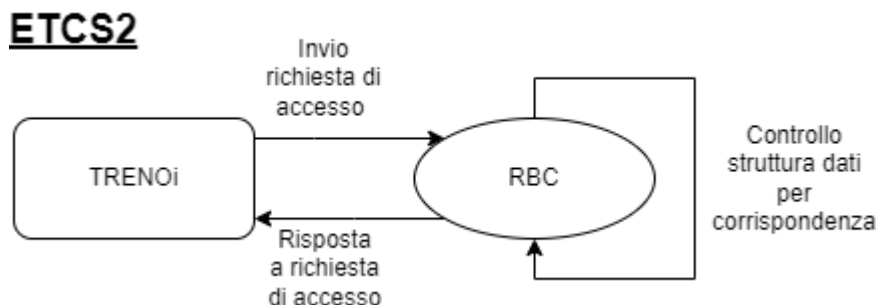 ETCS2
Invio
richiesta di
accesso
TRENOi
RBC
Controllo
struttura dati
per
corrispondenza
Risposta
a richiesta
di accesso